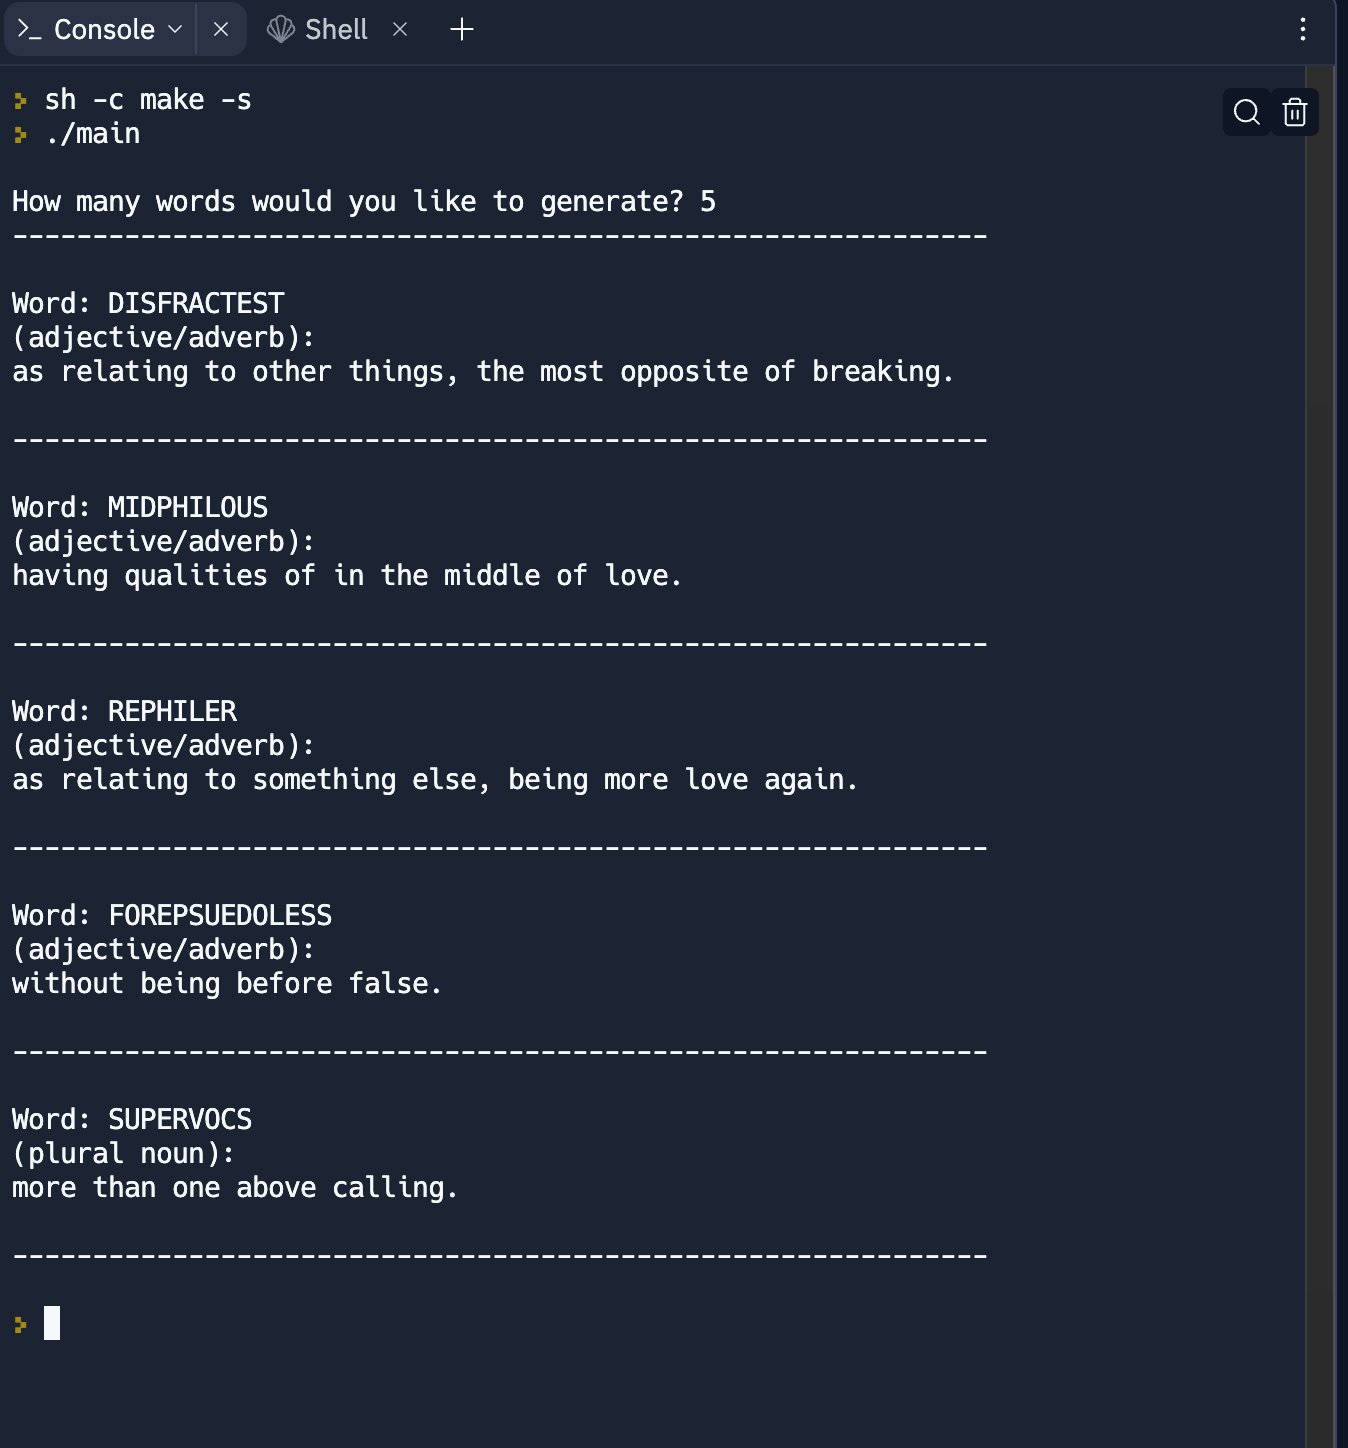 >_ Console
Shell
sh -c make -s
./main
How many words would you like to generate? 5
-------------------------------------------------------------
Word: DISFRACTEST
(adjective/adverb):
as relating to other things, the most opposite of breaking.
-------------------------------------------------------------
Word: MIDPHILOUS
(adjective/adverb):
having qualities of in the middle of love.
-------------------------------------------------------------
Word: REPHILER
(adjective/adverb):
as relating to something else, being more love again.
-------------------------------------------------------------
Word: FOREPSUEDOLESS
(adjective/adverb):
without being before false.
-------------------------------------------------------------
Word: SUPERVOCS
(plural noun):
more than one above calling.
-------------------------------------------------------------